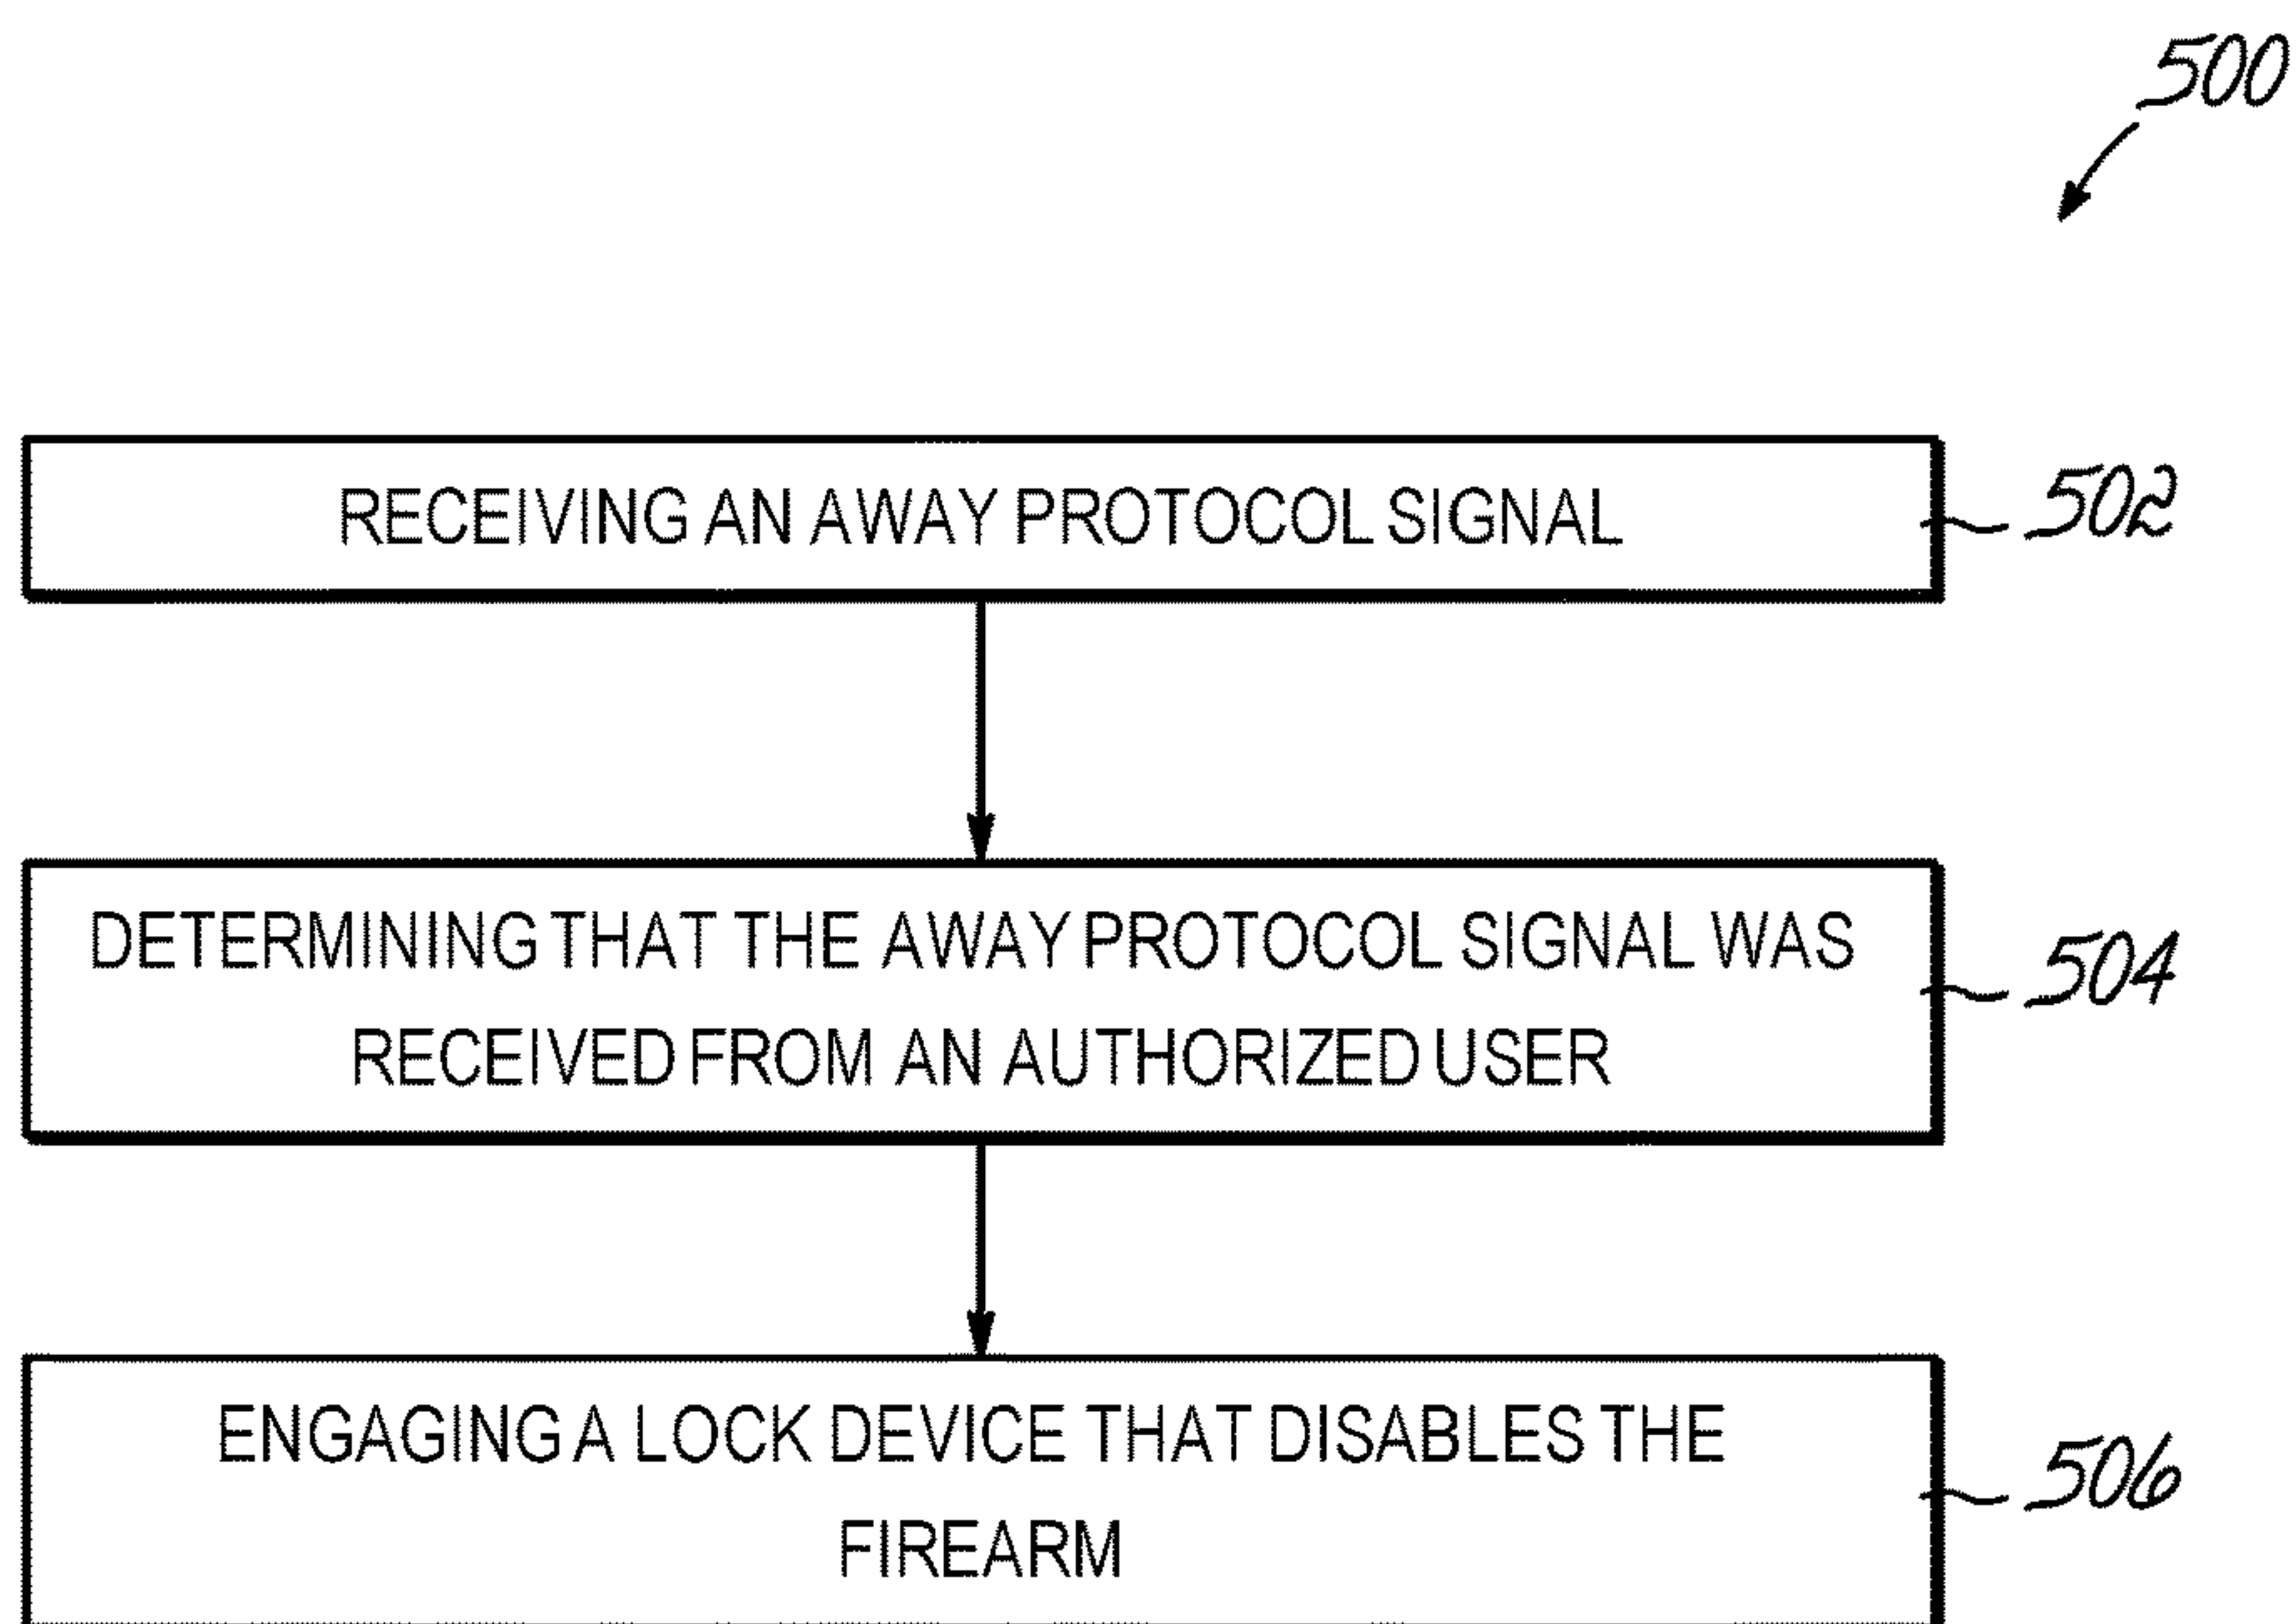 500
RECEIVING AN AWAY PROTOCOL SIGNAL
502
DETERMINING THAT THE AWAY PROTOCOL SIGNAL WAS
RECEIVED FROM AN AUTHORIZED USER
504
ENGAGING A LOCK DEVICE THAT DISABLES THE
FIREARM
506